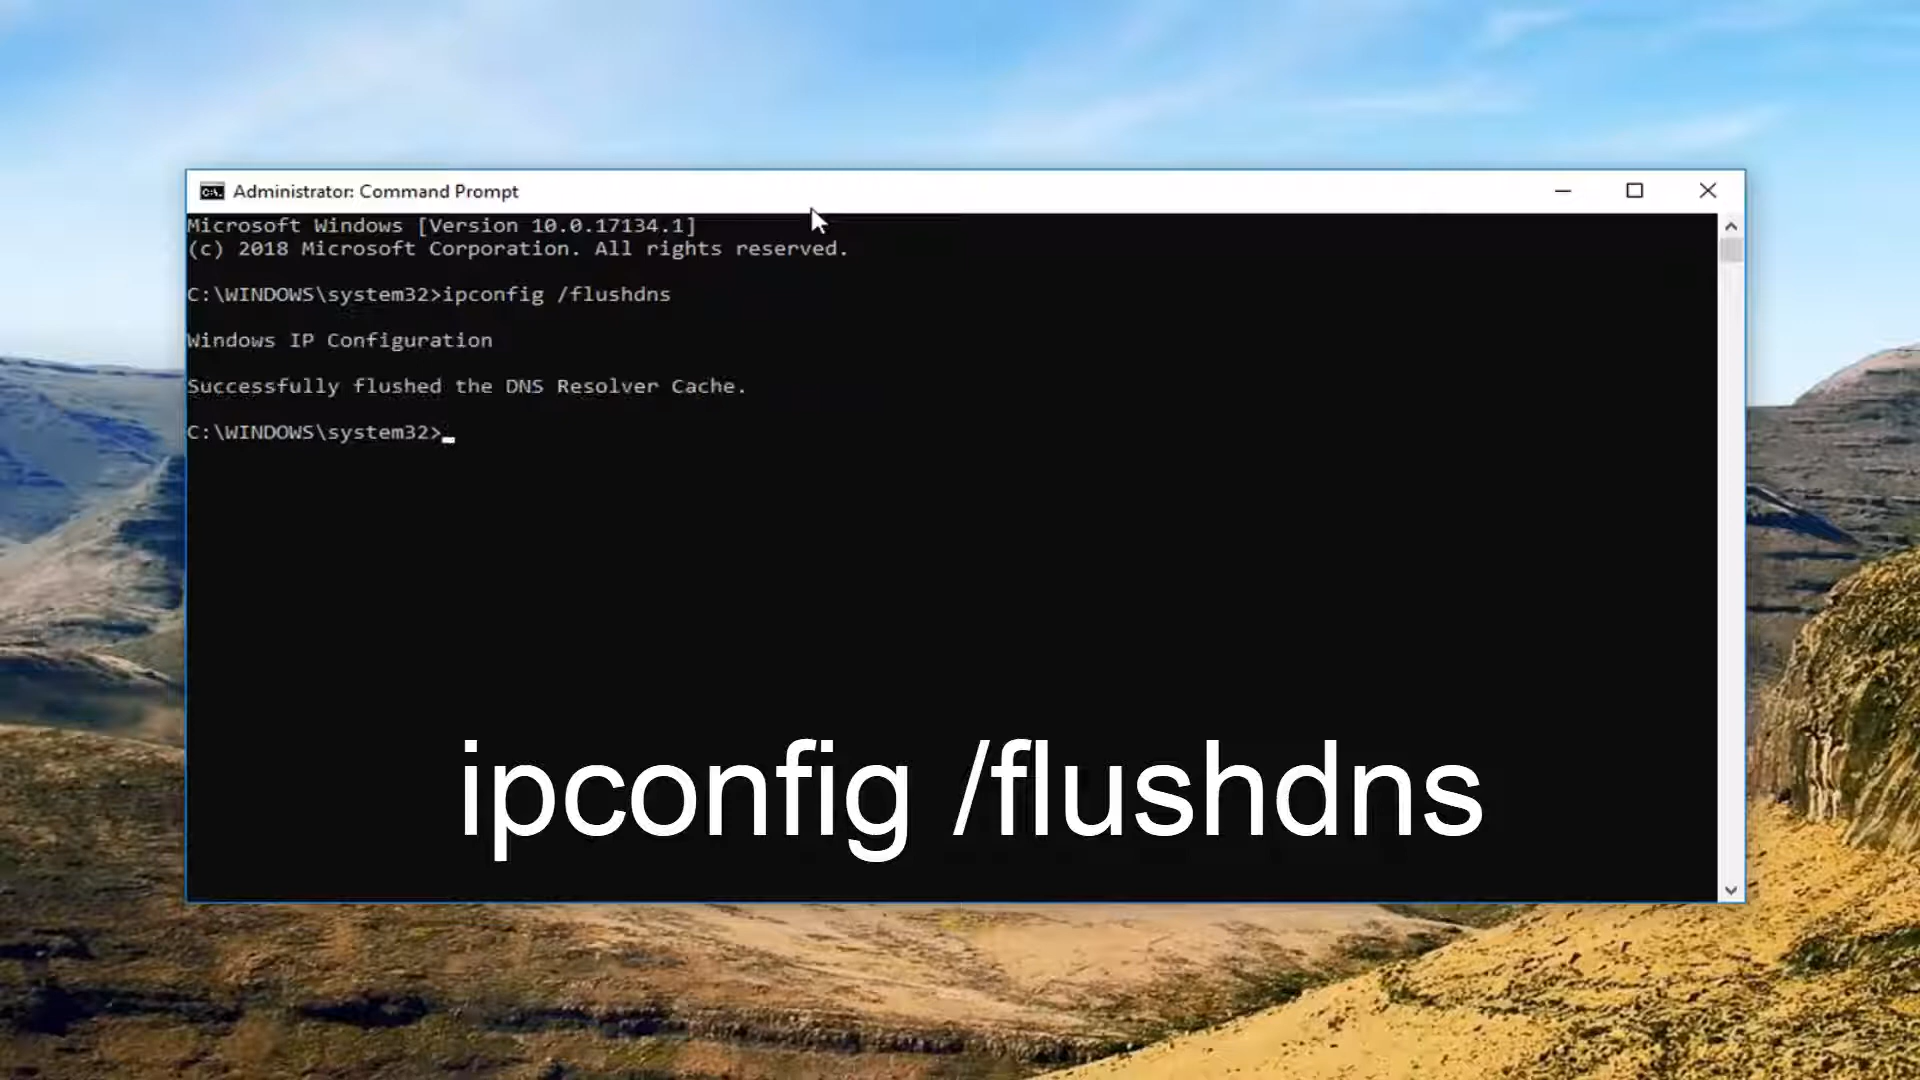 Administrator: Command Prompt
Microsoft Windows [Version 10.0.17134.1]
(c) 2018 Microsoft Corporation. All rights reserved.
C:\WINDOWS\system32>ipconfig /flushdns
Windows IP Configuration
Successfully flushed the DNS Resolver Cache.
C:\WINDOWS\system32>
ipconfig /flushdns